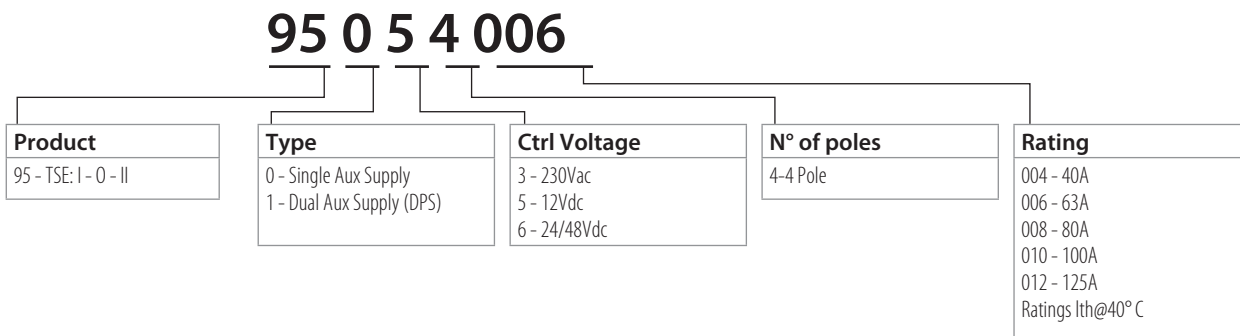 95 0 5 4 006
Product
95 - TSE: I - O - II
Type
0 - Single Aux Supply
1 - Dual Aux Supply (DPS)
Ctrl Voltage
3 - 230Vac
5 - 12Vdc
6 - 24/48Vdc
N° of poles
4-4 Pole
Rating
004 - 40A
006 - 63A
008 - 80A
010 - 100A
012 - 125A
Ratings Ith@40° C